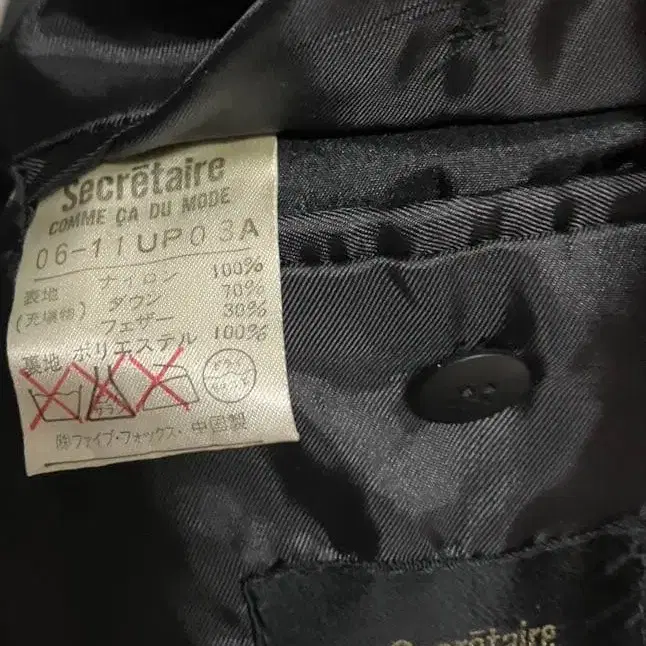 Secrētaire
COMME ÇA DU MODE
06-11UP03A
表地 ナイロン 100%
(充填物) ダウン 70%
フェザー 30%
裏地 ポリエステル 100%
㈱ファイブ・フォックス・ 中国製
Secrētaire